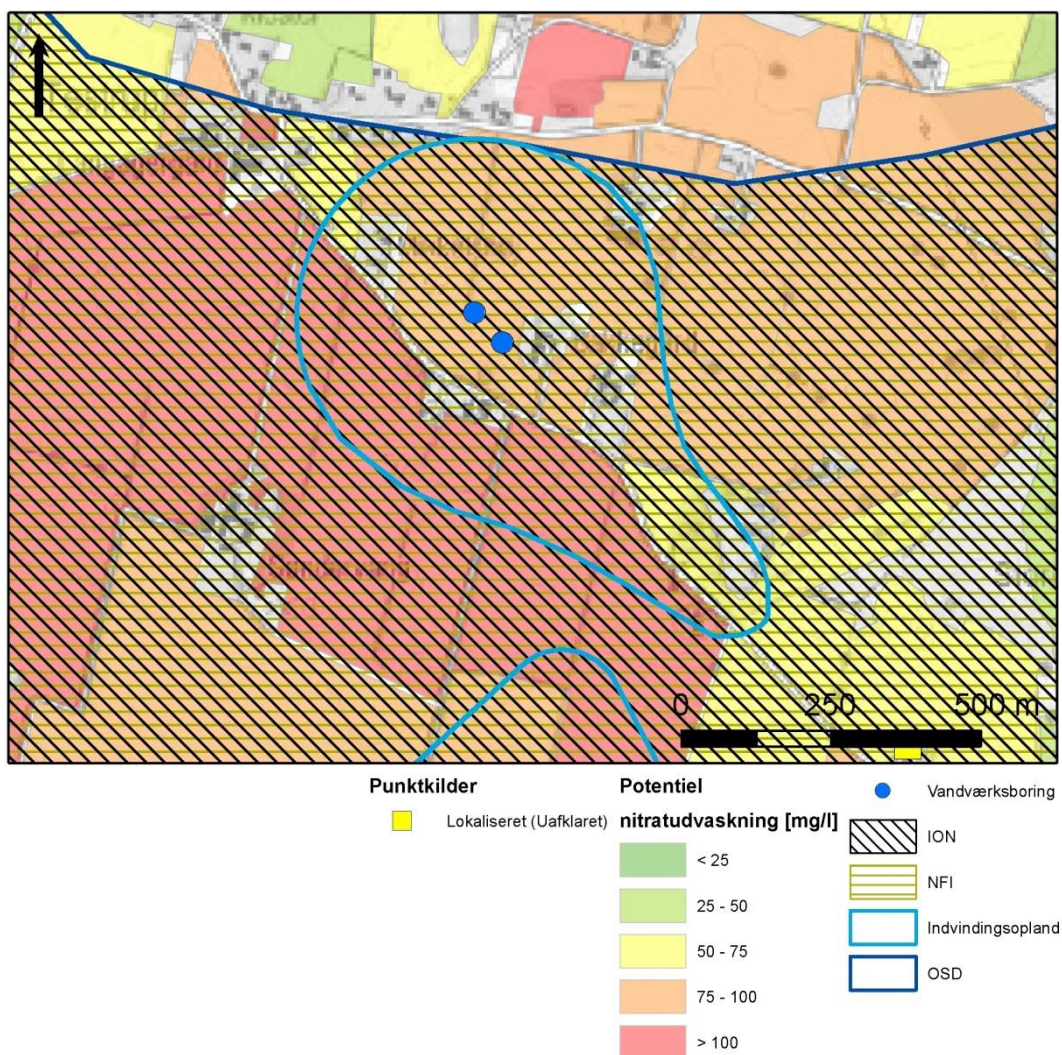 0 250 500 m
Punktkilder
Lokaliseret (Uafklaret)
Potentiel
nitratudvaskning [mg/l]
< 25
25 - 50
50 - 75
75 - 100
> 100
Vandværksboring
ION
NFI
Indvindingsopland
OSD